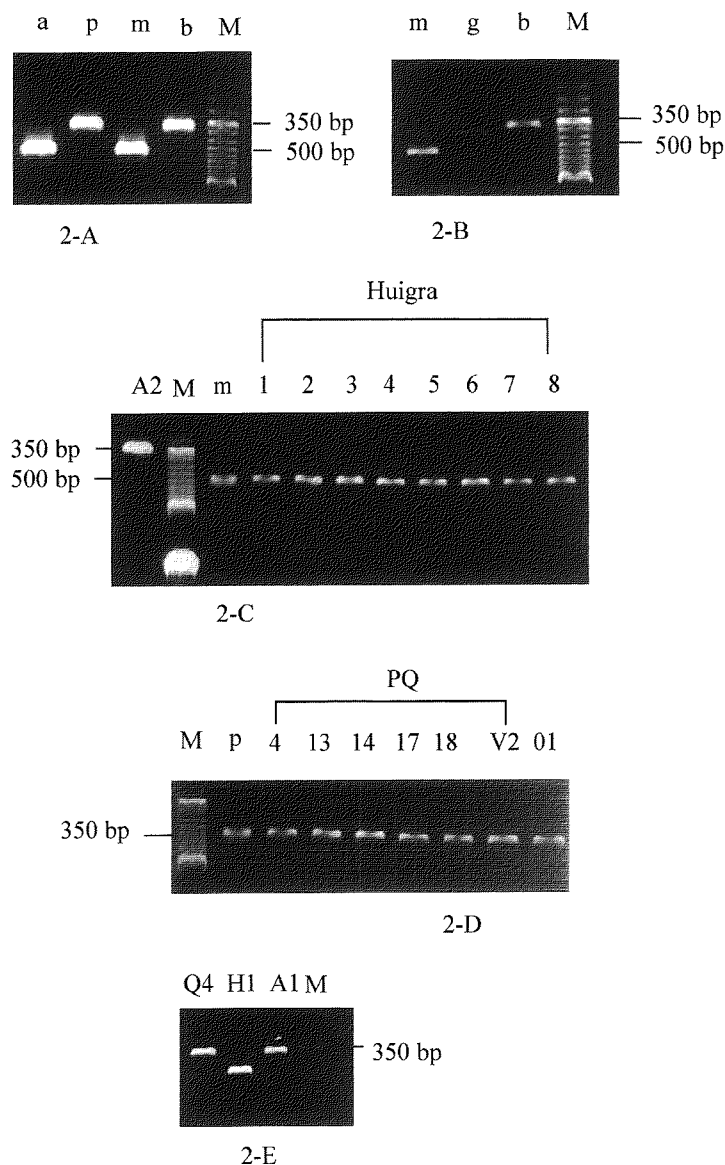 a p m b M
350 bp
500 bp
2-A
m g b M
350 bp
500 bp
2-B
Huigra
A2 M m 1 2 3 4 5 6 7 8
350 bp
500 bp
2-C
PQ
M p 4 13 14 17 18 V2 01
350 bp
2-D
Q4 H1 A1 M
350 bp
2-E